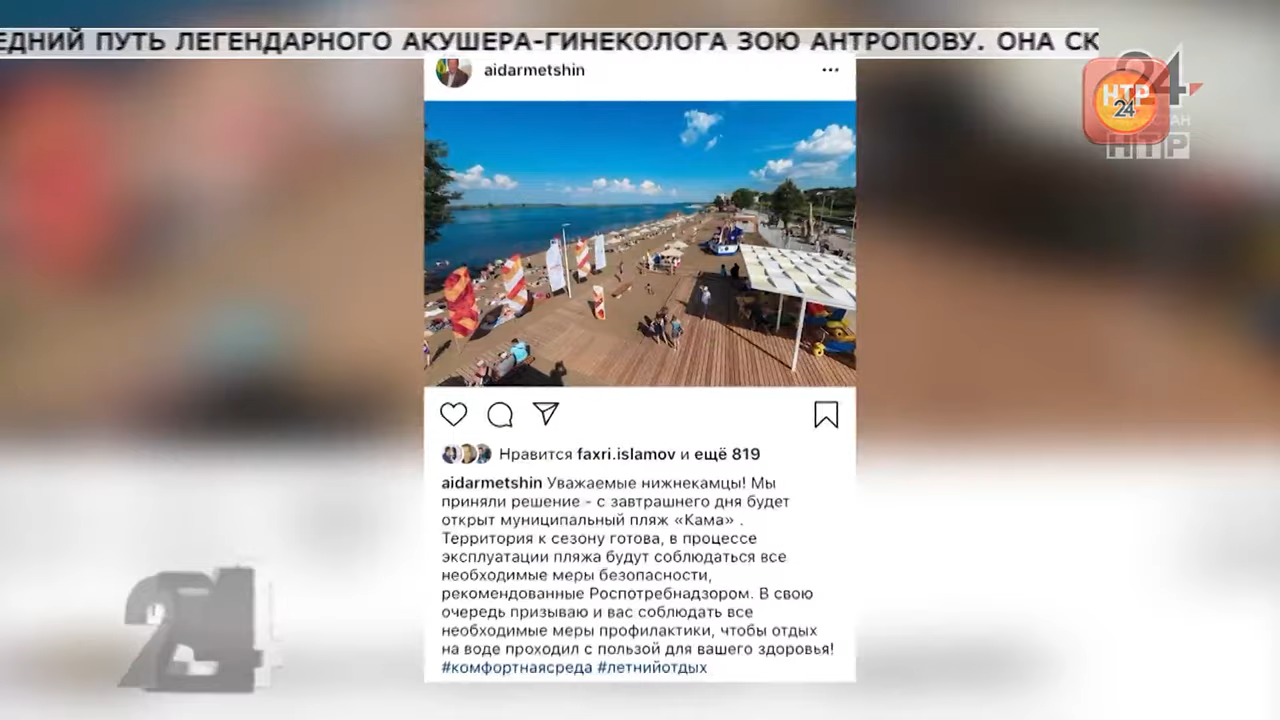 ЕДНИЙ ПУТЬ ЛЕГЕНДАРНОГО АКУШЕРА-ГИНЕКОЛОГА ЗОЮ АНТРОПОВУ. ОНА СК
24
НТР
24
НТР
aidarmetshin
Нравится faxri.islamov и ещё 819
aidarmetshin Уважаемые нижнекамцы! Мы
приняли решение - с завтрашнего дня будет
открыт муниципальный пляж «Кама» .
Территория к сезону готова, в процессе
эксплуатации пляжа будут соблюдаться все
необходимые меры безопасности,
рекомендованные Роспотребнадзором. В свою
очередь призываю и вас соблюдать все
необходимые меры профилактики, чтобы отдых
на воде проходил с пользой для вашего здоровья!
#комфортнаясреда #летнийотдых
24